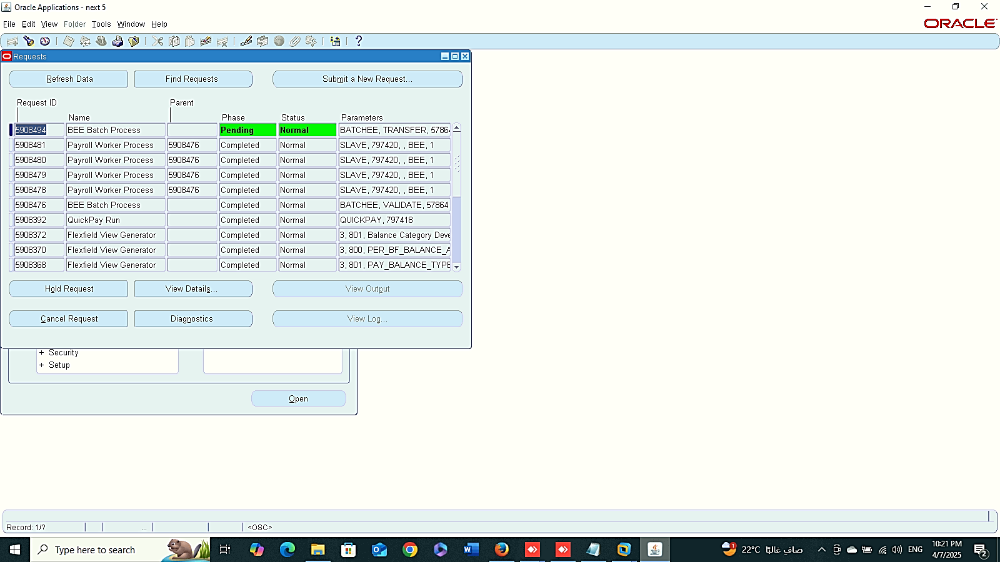 Oracle Applications - next 5
File Edit View Folder Tools Window Help
ORACLE
Requests
Refresh Data Find Requests Submit a New Request...
Request ID Parent
Name Phase Status Parameters
5908494 BEE Batch Process Pending Normal BATCHEE, TRANSFER, 5786
5908481 Payroll Worker Process 5908476 Completed Normal SLAVE, 797420, , BEE, 1
5908480 Payroll Worker Process 5908476 Completed Normal SLAVE, 797420, , BEE, 1
5908479 Payroll Worker Process 5908476 Completed Normal SLAVE, 797420, , BEE, 1
5908478 Payroll Worker Process 5908476 Completed Normal SLAVE, 797420, , BEE, 1
5908476 BEE Batch Process Completed Normal BATCHEE, VALIDATE, 57864
5908392 QuickPay Run Completed Normal QUICKPAY, 797418
5908372 Flexfield View Generator Completed Normal 3, 801, Balance Category Deve
5908370 Flexfield View Generator Completed Normal 3, 800, PER_BF_BALANCE_A
5908368 Flexfield View Generator Completed Normal 3, 801, PAY_BALANCE_TYPE
Hold Request View Details... View Output
Cancel Request Diagnostics View Log...
+ Security
+ Setup
Open
Record: 1/? ... <OSC>
Type here to search
1 22°C صافٍ غالبًا ENG 10:21 PM
4/7/2025 2